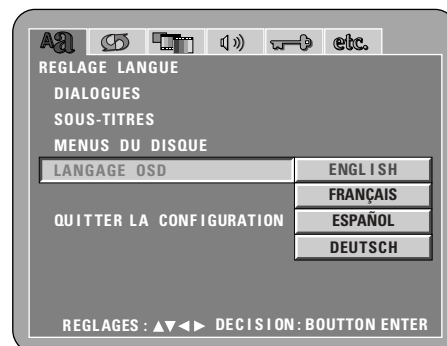 Aa etc.
REGLAGE LANGUE
DIALOGUES
SOUS-TITRES
MENUS DU DISQUE
LANGAGE OSD ENGLISH
FRANÇAIS
QUITTER LA CONFIGURATION ESPAÑOL
DEUTSCH
REGLAGES : ▲▼◄► DECISION : BOUTTON ENTER